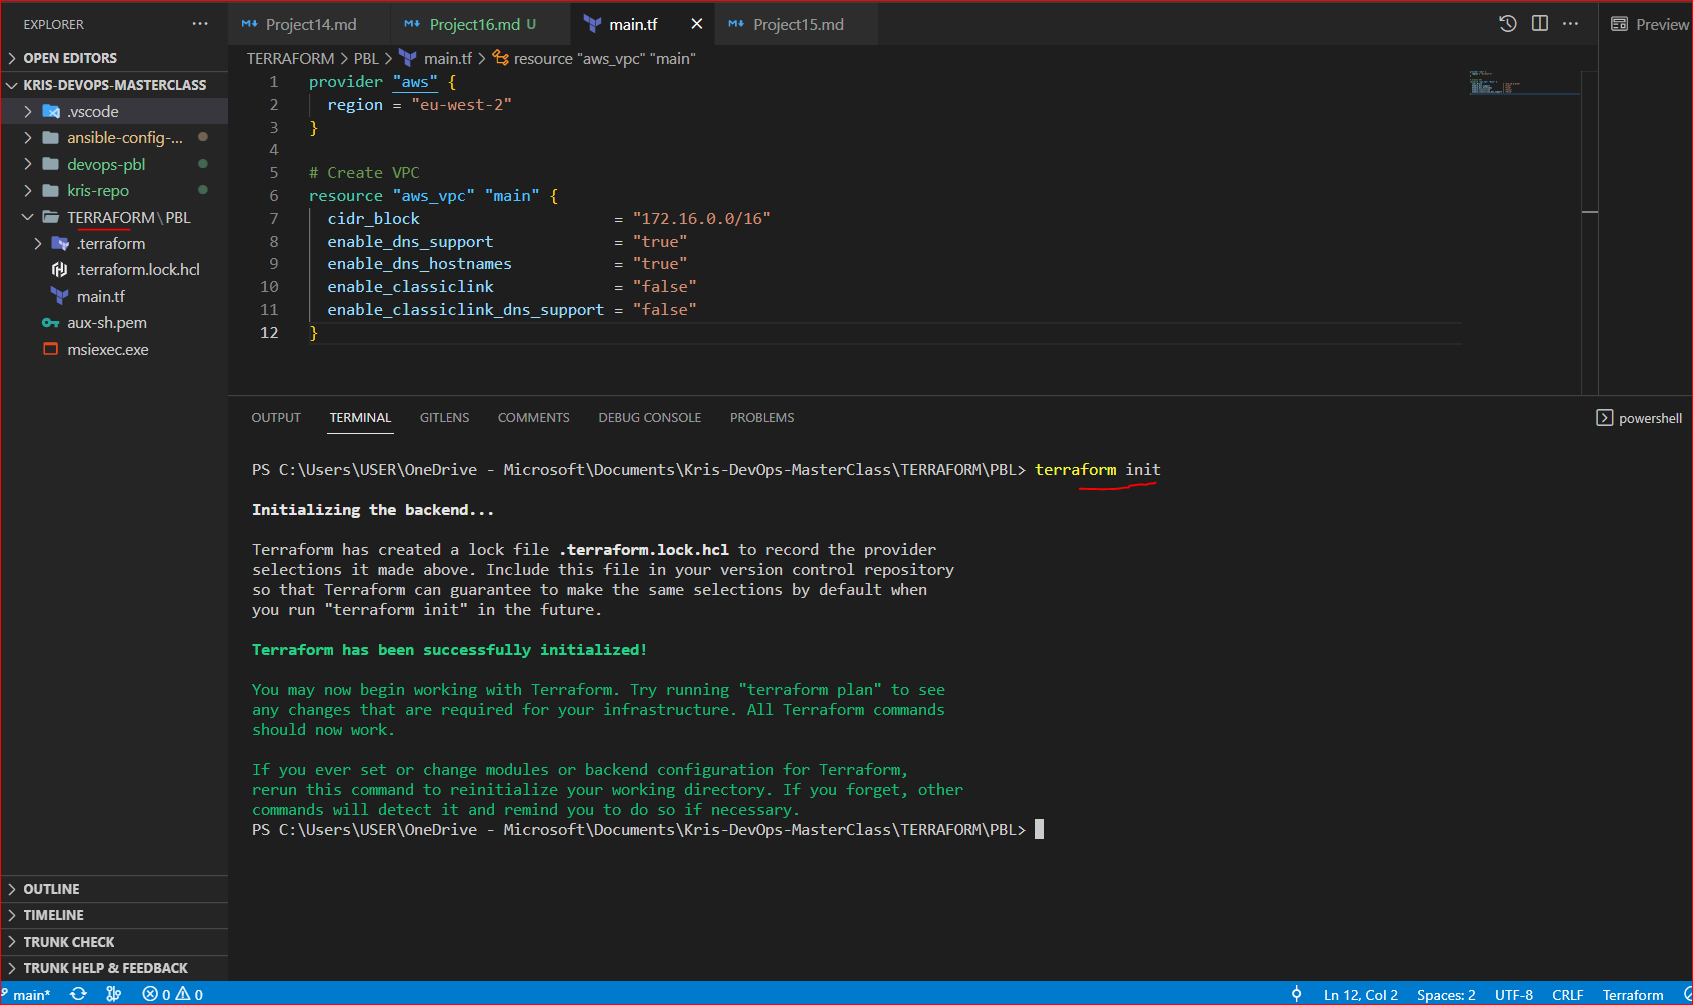 EXPLORER
OPEN EDITORS
KRIS-DEVOPS-MASTERCLASS
.vscode
ansible-config-...
devops-pbl
kris-repo
TERRAFORM\PBL
.terraform
.terraform.lock.hcl
main.tf
aux-sh.pem
msiexec.exe
OUTLINE
TIMELINE
TRUNK CHECK
TRUNK HELP & FEEDBACK
Project14.md
Project16.md U
main.tf
Project15.md
Preview
TERRAFORM > PBL > main.tf > resource "aws_vpc" "main"
1 provider "aws" {
2 region = "eu-west-2"
3 }
4
5 # Create VPC
6 resource "aws_vpc" "main" {
7 cidr_block = "172.16.0.0/16"
8 enable_dns_support = "true"
9 enable_dns_hostnames = "true"
10 enable_classiclink = "false"
11 enable_classiclink_dns_support = "false"
12 }
OUTPUT TERMINAL GITLENS COMMENTS DEBUG CONSOLE PROBLEMS
powershell
PS C:\Users\USER\OneDrive - Microsoft\Documents\Kris-DevOps-MasterClass\TERRAFORM\PBL> terraform init
Initializing the backend...
Terraform has created a lock file .terraform.lock.hcl to record the provider
selections it made above. Include this file in your version control repository
so that Terraform can guarantee to make the same selections by default when
you run "terraform init" in the future.
Terraform has been successfully initialized!
You may now begin working with Terraform. Try running "terraform plan" to see
any changes that are required for your infrastructure. All Terraform commands
should now work.
If you ever set or change modules or backend configuration for Terraform,
rerun this command to reinitialize your working directory. If you forget, other
commands will detect it and remind you to do so if necessary.
PS C:\Users\USER\OneDrive - Microsoft\Documents\Kris-DevOps-MasterClass\TERRAFORM\PBL>
main* 0 0 Ln 12, Col 2 Spaces: 2 UTF-8 CRLF Terraform